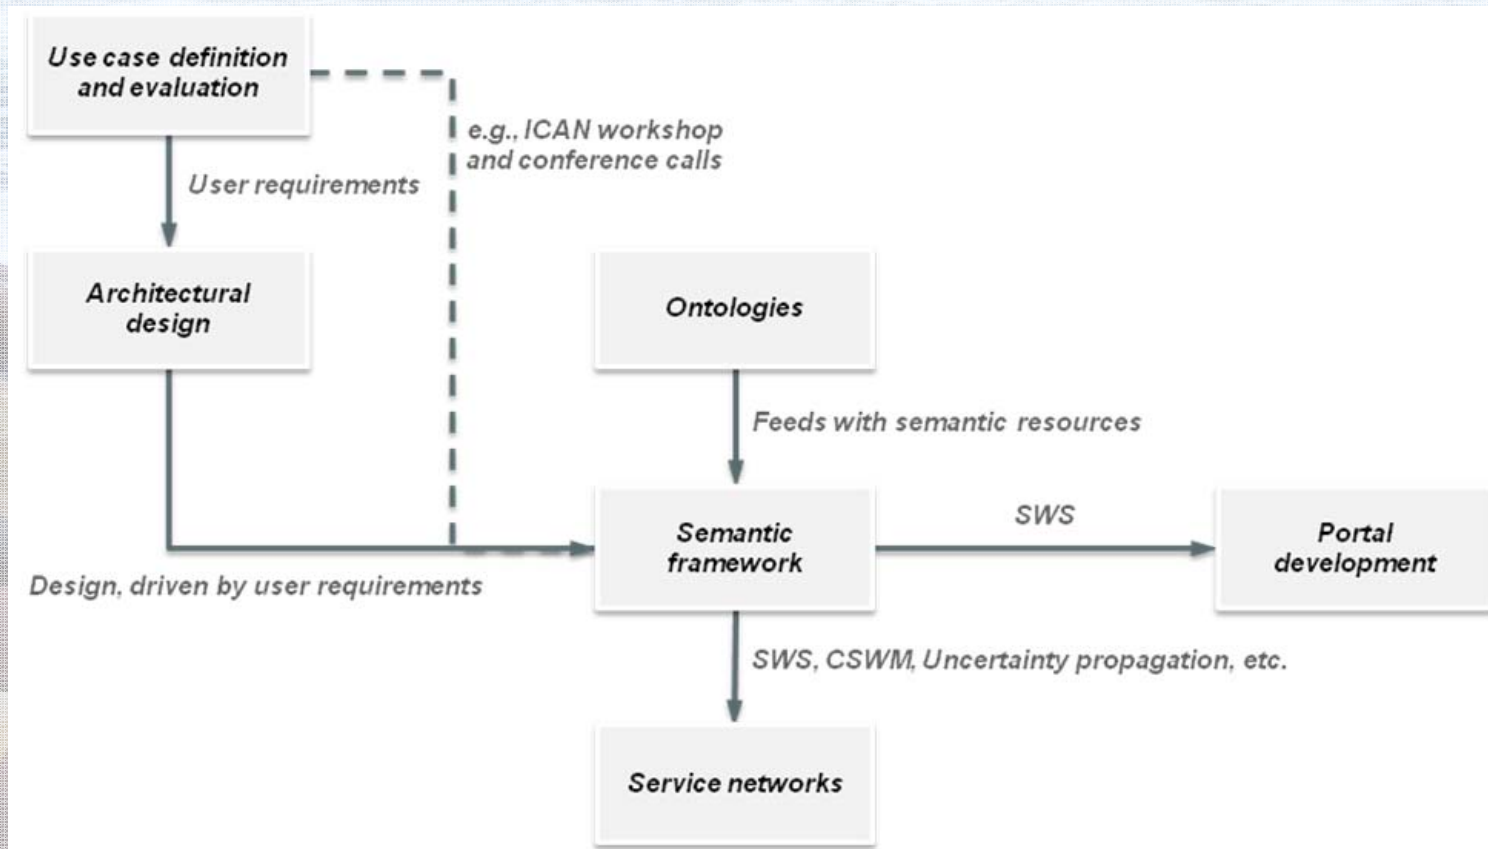 Use case definition
and evaluation
e.g., ICAN workshop
and conference calls
User requirements
Architectural
design
Ontologies
Feeds with semantic resources
Semantic
framework
SWS
Portal
development
Design, driven by user requirements
SWS, CSWM, Uncertainty propagation, etc.
Service networks